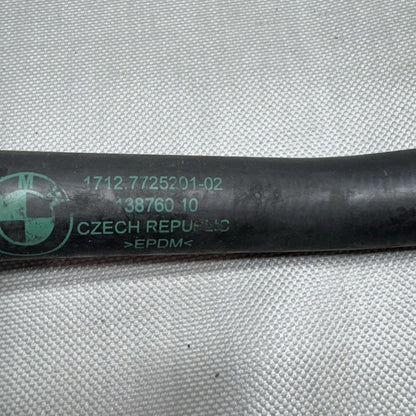 M
1712.7725201-02
138760 10
CZECH REPUBLIC
>EPDM<